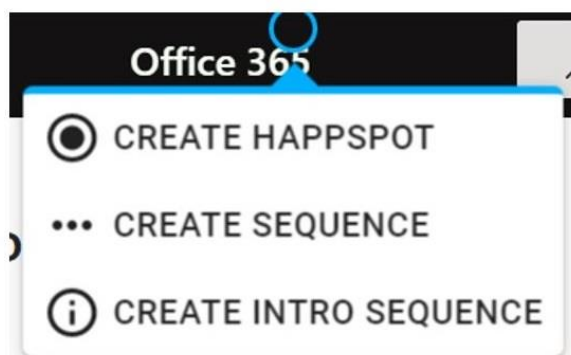 Office 365
CREATE HAPPSPOT
CREATE SEQUENCE
CREATE INTRO SEQUENCE